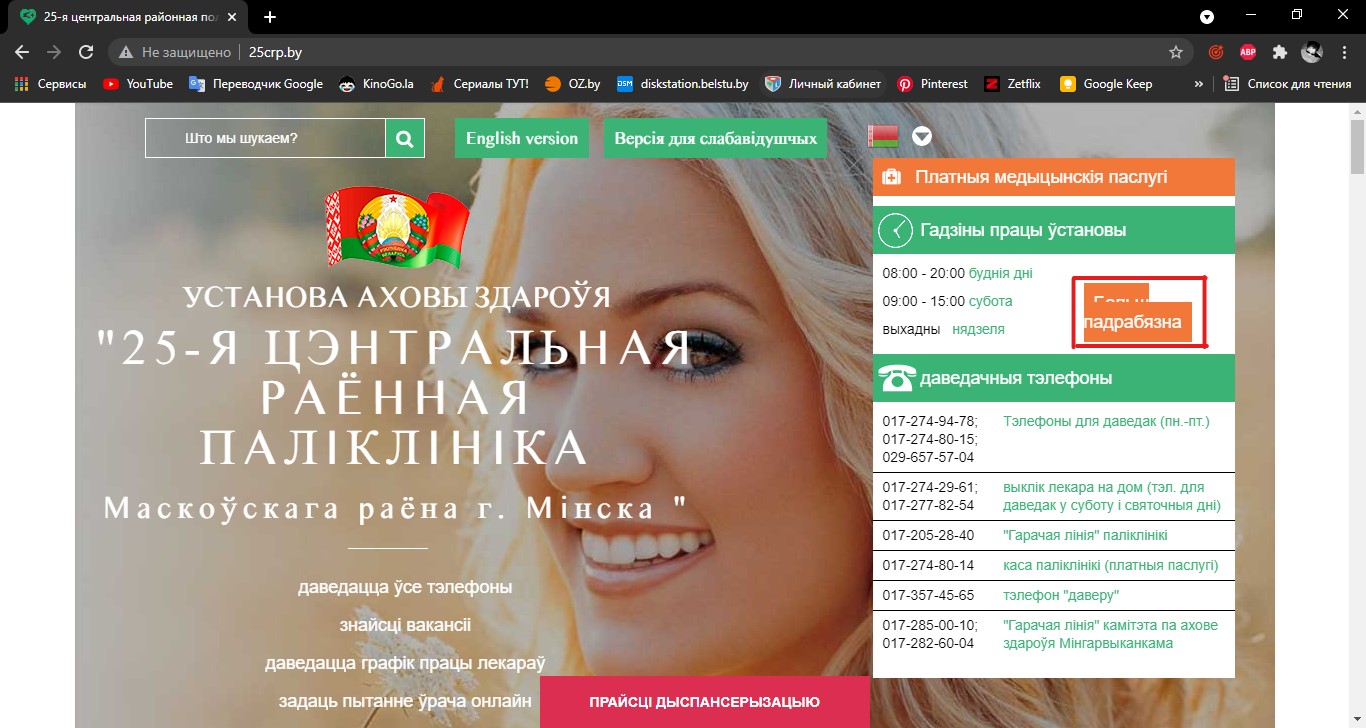 25-я центральная районная пол
Не защищено
25crp.by
ABP
Сервисы
YouTube
Переводчик Google
KinoGo.la
Сериалы ТУТ!
OZ.by
DSM
diskstation.belstu.by
Личный кабинет
Pinterest
Zetflix
Google Keep
»
Список для чтения
Што мы шукаем?
English version
Версія для слабавідушчых
УСТАНОВА АХОВЫ ЗДАРОЎЯ
"25-Я ЦЭНТРАЛЬНАЯ
РАЁННАЯ
ПАЛІКЛІНІКА
Маскоўскага раёна г. Мінска "
даведацца ўсе тэлефоны
знайсці вакансіі
даведацца графік працы лекараў
задаць пытанне ўрача онлайн
ПРАЙСЦІ ДЫСПАНСЕРЫЗАЦЫЮ
Платныя медыцынскія паслугі
Гадзіны працы ўстановы
08:00 - 20:00 буднія дні
09:00 - 15:00 субота
выхадны нядзеля
Больш
падрабязна
даведачныя тэлефоны
017-274-94-78; Тэлефоны для даведак (пн.-пт.)
017-274-80-15;
029-657-57-04
017-274-29-61; выклік лекара на дом (тэл. для
017-277-82-54 даведак у суботу і святочныя дні)
017-205-28-40 "Гарачая лінія" паліклінікі
017-274-80-14 каса паліклінікі (платныя паслугі)
017-357-45-65 тэлефон "даверу"
017-285-00-10; "Гарачая лінія" камітэта па ахове
017-282-60-04 здароўя Мінгарвыканкама